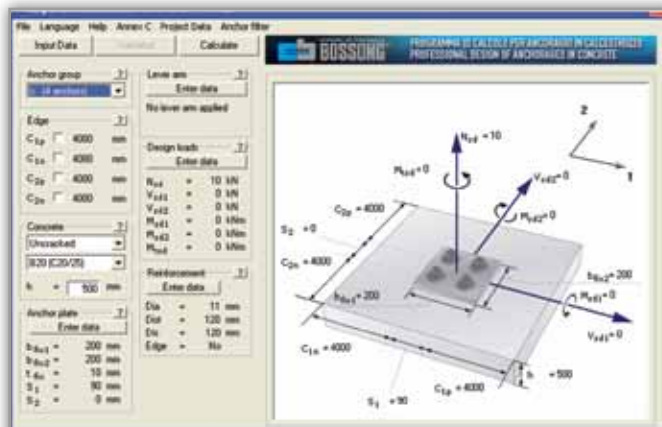 File Language Help Annex C Project Data Anchor filter
Input Data
Calculate
BOSSONG
PROGRAMMA DI CALCOLO PER ANCORAGGI IN CALCESTRUZZO
PROFESSIONAL DESIGN OF ANCHORAGES IN CONCRETE
Anchor group ?
(4 anchors)
Edge ?
C1p 4000 mm
C1n 4000 mm
C2p 4000 mm
C2n 4000 mm
Concrete ?
Uncracked
B20 (C20/25)
h = 500 mm
Anchor plate ?
Enter data
bfix1 = 200 mm
bfix2 = 200 mm
tfix = 10 mm
S1 = 90 mm
S2 = 0 mm
Lever arm ?
Enter data
No lever arm applied
Design loads ?
Enter data
Nsd = 10 kN
Vsd1 = 0 kN
Vsd2 = 0 kN
Msd1 = 0 kNm
Msd2 = 0 kNm
Mtsd = 0 kNm
Reinforcement ?
Enter data
Dia = 11 mm
Dist = 120 mm
Dis = 120 mm
Edge = No
Nsd = 10
Mtsd = 0
Vsd2 = 0
Msd2 = 0
2
1
C2p = 4000
S2 = 0
C2n = 4000
bfix1 = 200
bfix2 = 200
Msd1 = 0
Vsd1 = 0
C1n = 4000
S1 = 90
C1p = 4000
h = 500